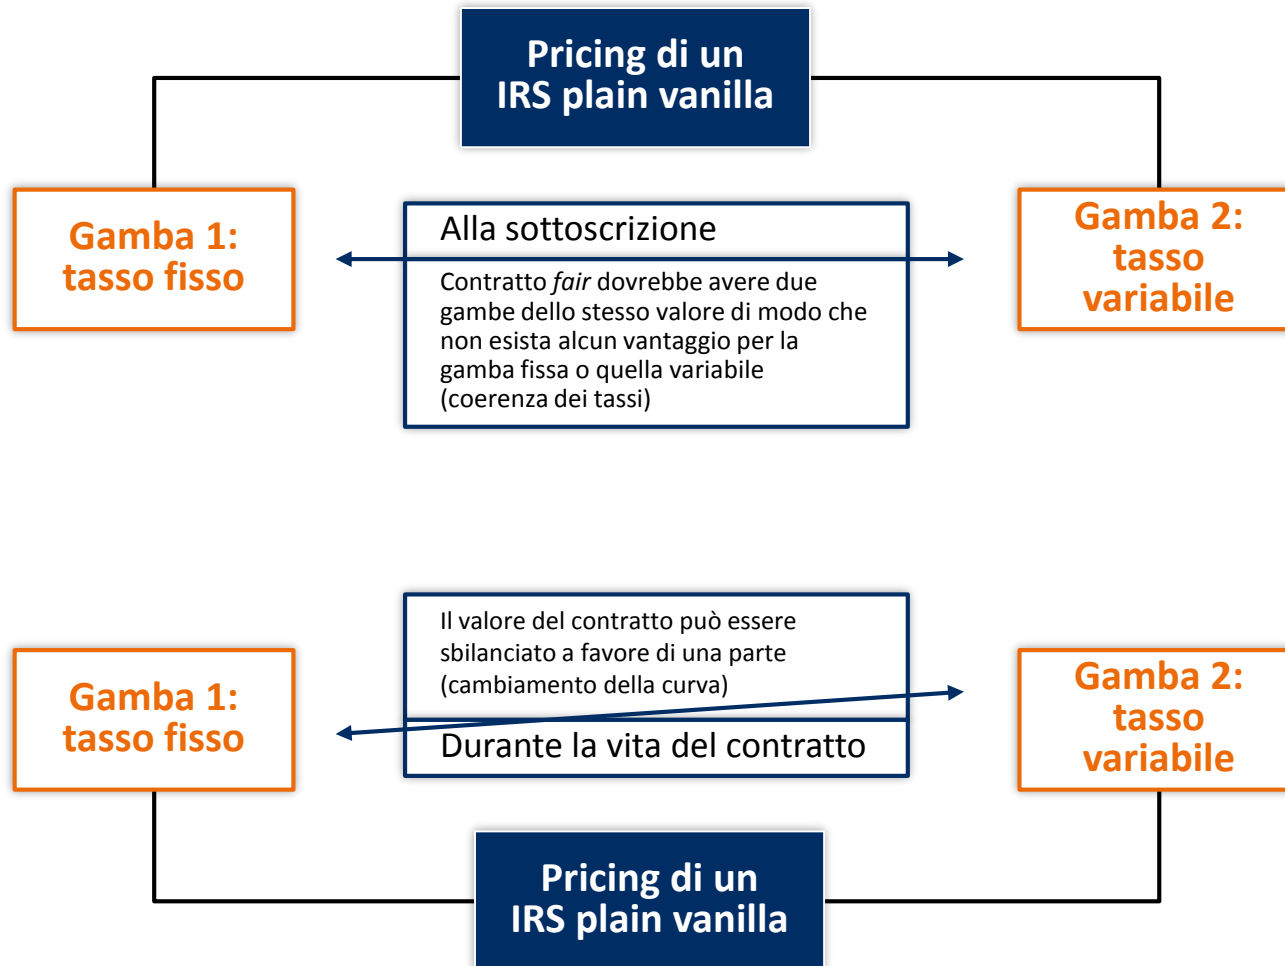 Pricing di un
IRS plain vanilla
Gamba 1:
tasso fisso
Alla sottoscrizione
Contratto fair dovrebbe avere due
gambe dello stesso valore di modo che
non esista alcun vantaggio per la
gamba fissa o quella variabile
(coerenza dei tassi)
Gamba 2:
tasso
variabile
Gamba 1:
tasso fisso
Il valore del contratto può essere
sbilanciato a favore di una parte
(cambiamento della curva)
Durante la vita del contratto
Gamba 2:
tasso
variabile
Pricing di un
IRS plain vanilla